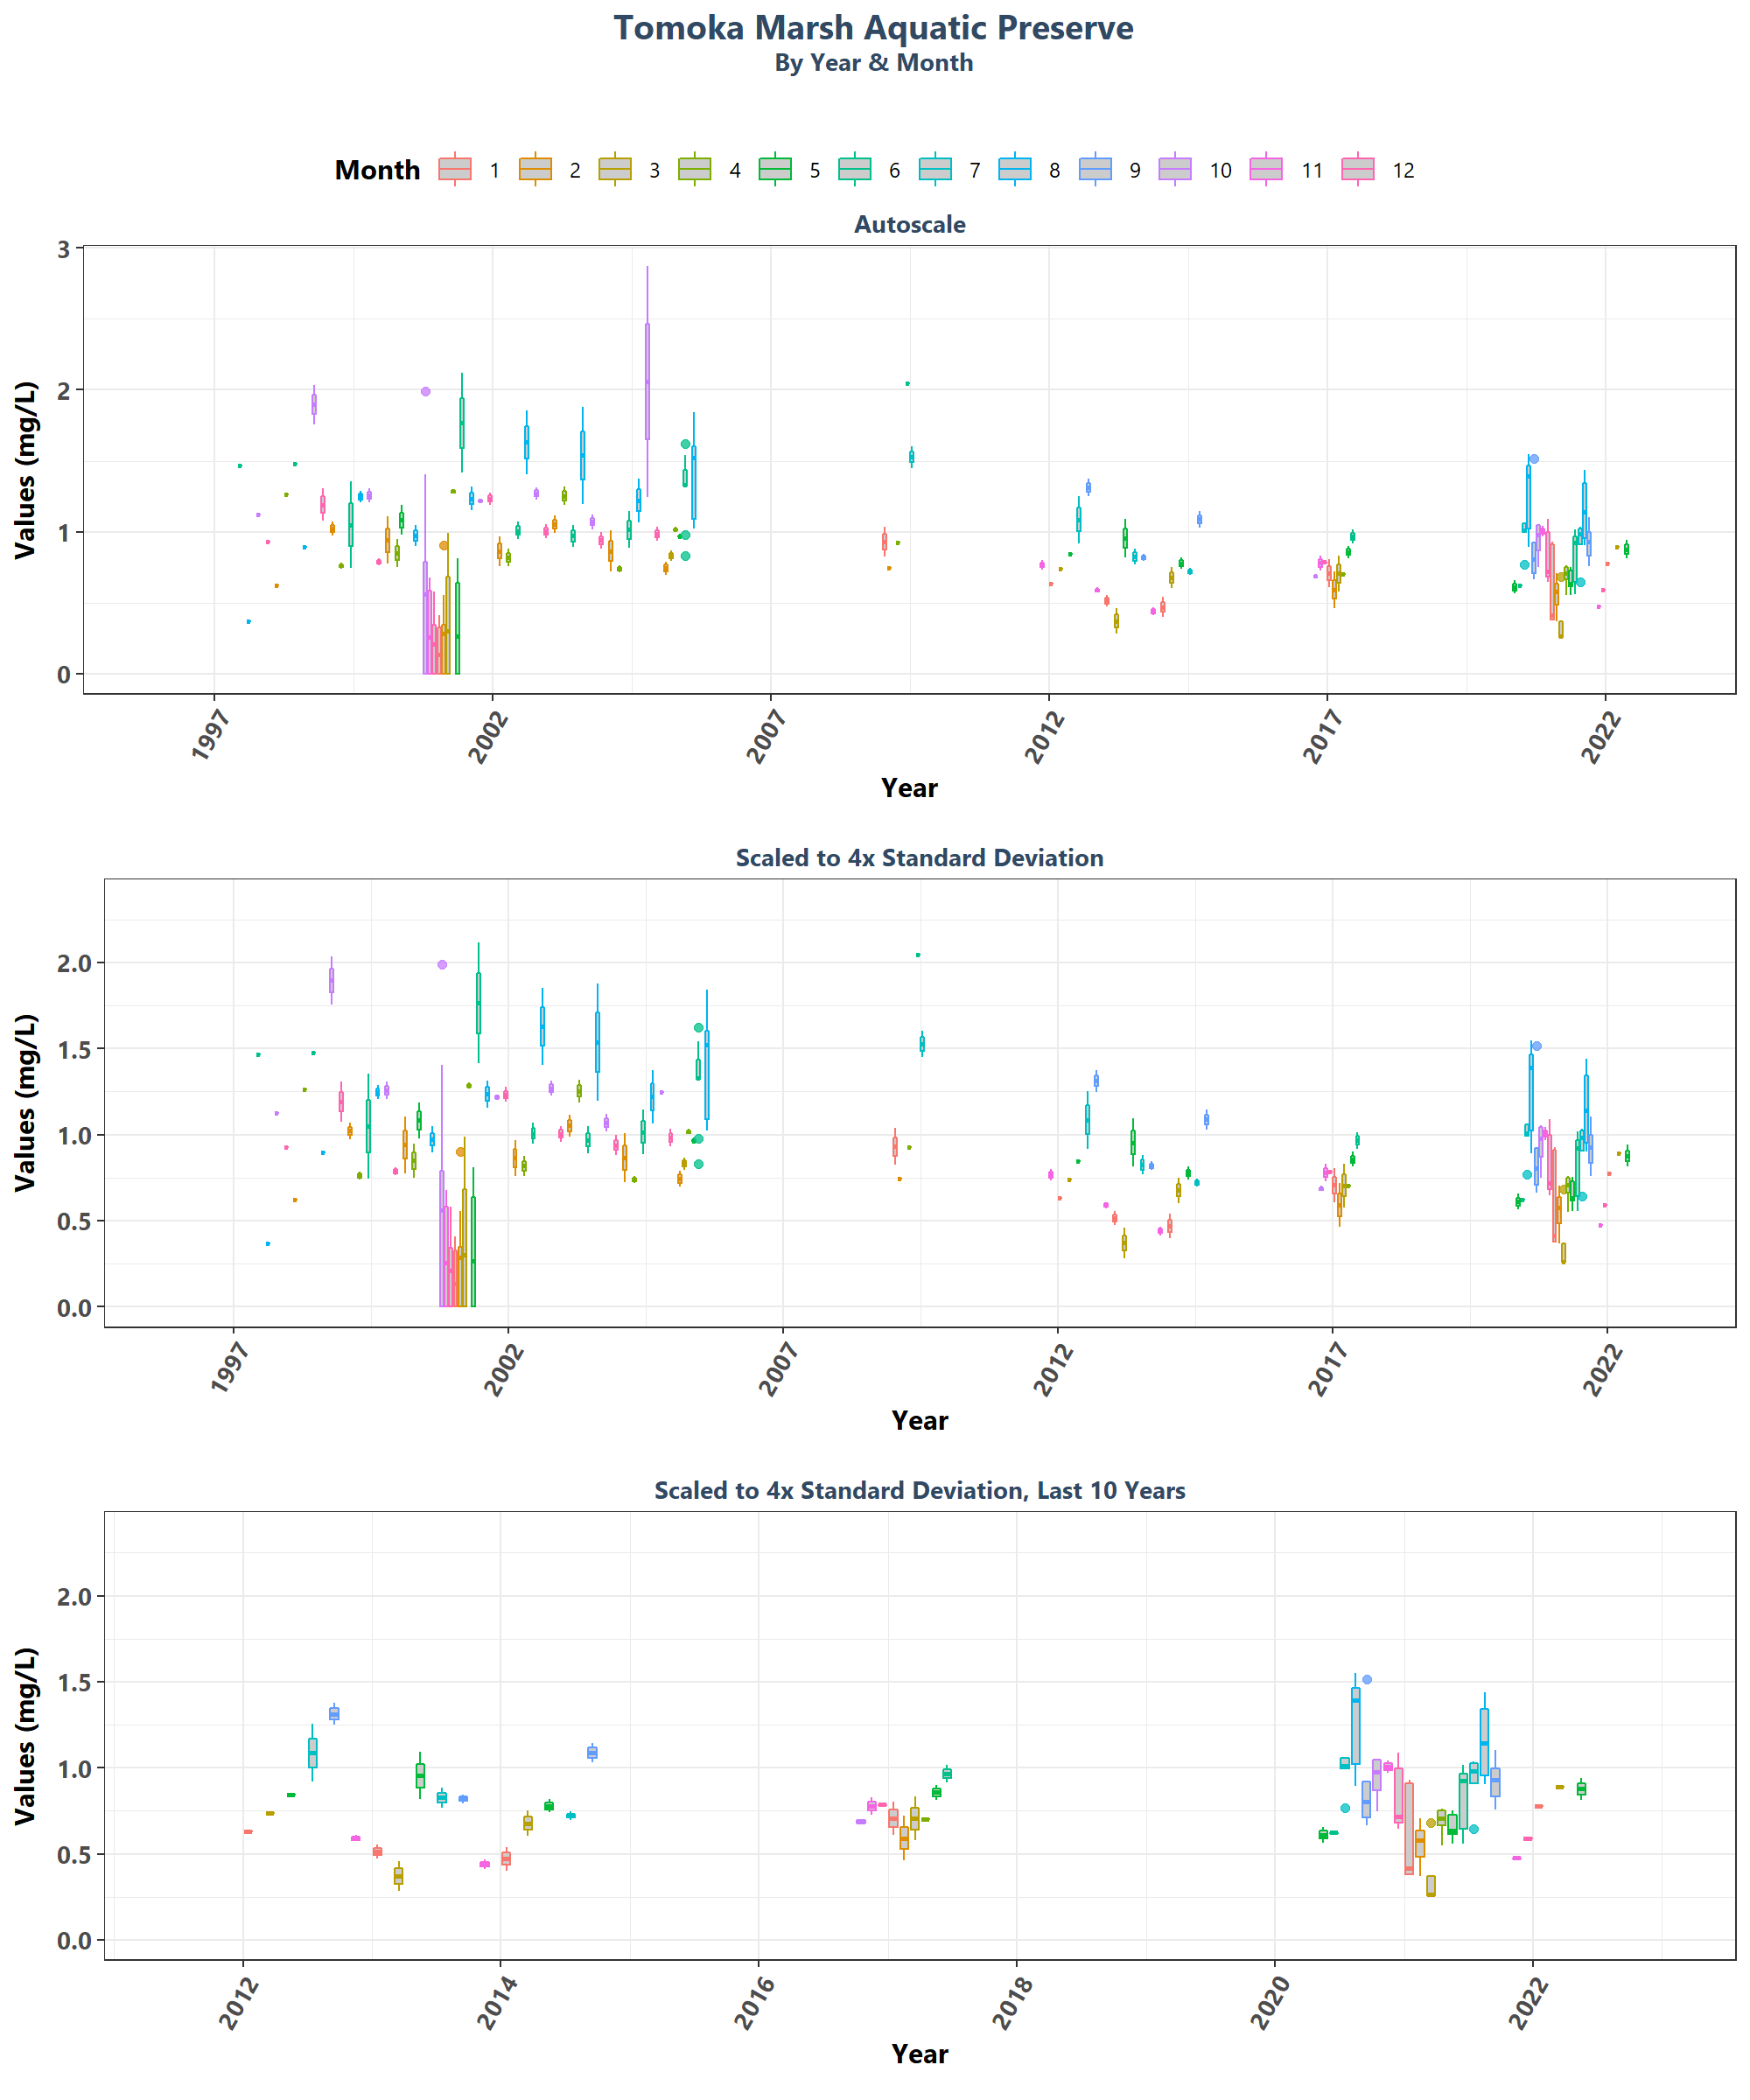 Tomoka Marsh Aquatic Preserve
By Year & Month
Month 1 2 3 4 5 6 7 8 9 10 11 12
Autoscale
Values (mg/L)
3
2
1
0
1997 2002 2007 2012 2017 2022
Year
Scaled to 4x Standard Deviation
Values (mg/L)
2.0
1.5
1.0
0.5
0.0
1997 2002 2007 2012 2017 2022
Year
Scaled to 4x Standard Deviation, Last 10 Years
Values (mg/L)
2.0
1.5
1.0
0.5
0.0
2012 2014 2016 2018 2020 2022
Year